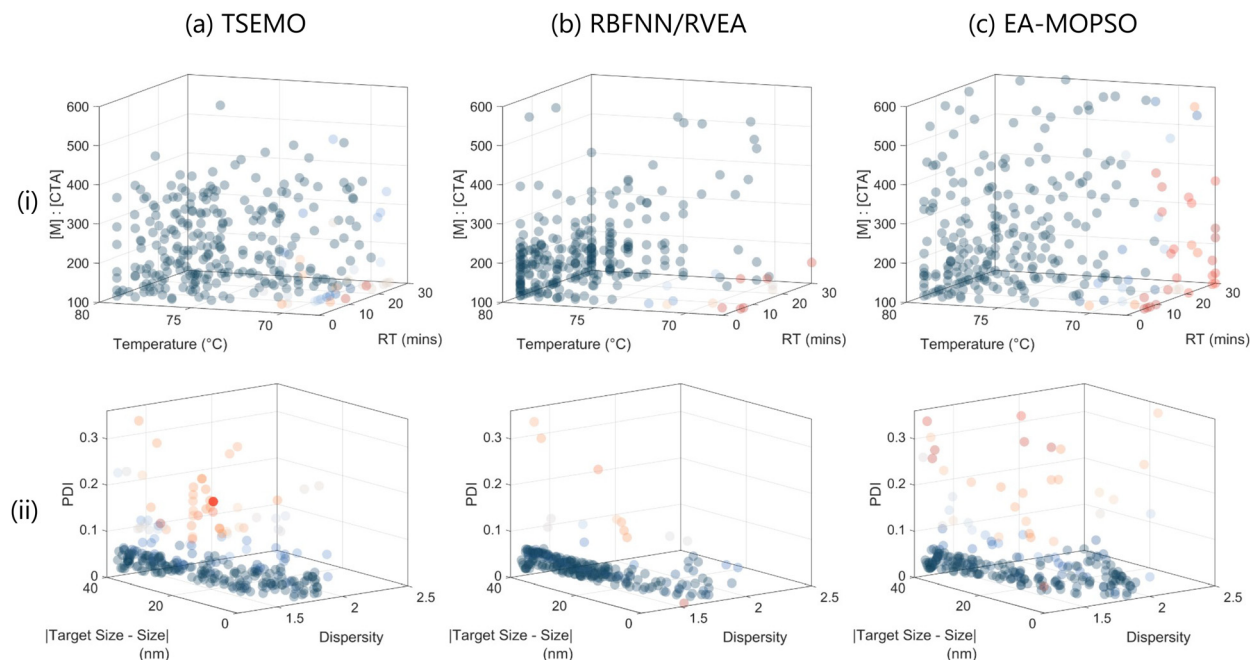 (a) TSEMO
(b) RBFNN/RVEA
(c) EA-MOPSO
(i)
[M] : [CTA]
600
500
400
300
200
100
80
75
70
0
10
20
30
Temperature (°C)
RT (mins)
[M] : [CTA]
600
500
400
300
200
100
80
75
70
0
10
20
30
Temperature (°C)
RT (mins)
[M] : [CTA]
600
500
400
300
200
100
80
75
70
0
10
20
30
Temperature (°C)
RT (mins)
(ii)
PDI
0.3
0.2
0.1
0
40
20
0
1.5
2
2.5
|Target Size - Size|
(nm)
Dispersity
PDI
0.3
0.2
0.1
0
40
20
0
1.5
2
2.5
|Target Size - Size|
(nm)
Dispersity
PDI
0.3
0.2
0.1
0
40
20
0
1.5
2
2.5
|Target Size - Size|
(nm)
Dispersity